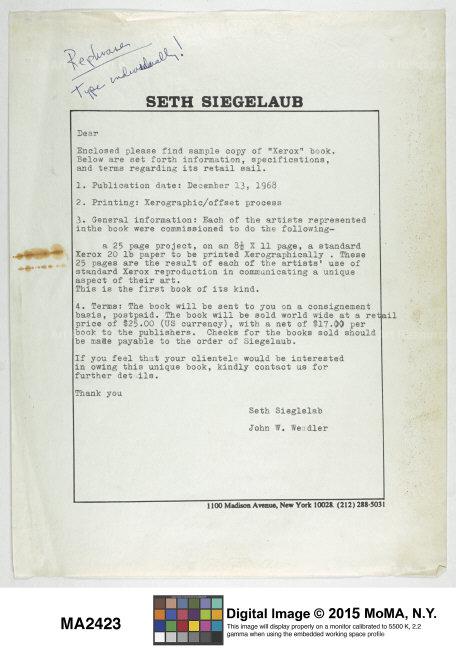 Rephrase
Type individually!
SETH SIEGELAUB
Dear
Enclosed please find sample copy of "Xerox" book.
Below are set forth information, specifications,
and terms regarding its retail sail.
1. Publication date: December 13, 1968
2. Printing: Xerographic/offset process
3. General information: Each of the artists represented
inthe book were commissioned to do the following-
a 25 page project, on an 8½ X 11 page, a standard
Xerox 20 lb paper to be printed Xerographically . These
25 pages are the result of each of the artists' use of
standard Xerox reproduction in communicating a unique
aspect of their art.
This is the first book of its kind.
4. Terms: The book will be sent to you on a consignement
basis, postpaid. The book will be sold world wide at a retail
price of $25.00 (US currency), with a net of $17.00 per
book to the publishers. Checks for the books sold should
be made payable to the order of Siegelaub.
If you feel that your clientele would be interested
in owing this unique book, kindly contact us for
further details.
Thank you
Seth Sieglelab
John W. Wendler
1100 Madison Avenue, New York 10028. (212) 288-5031
MA2423
Digital Image © 2015 MoMA, N.Y.
This image will display properly on a monitor calibrated to 5500 K, 2.2
gamma when using the embedded working space profile